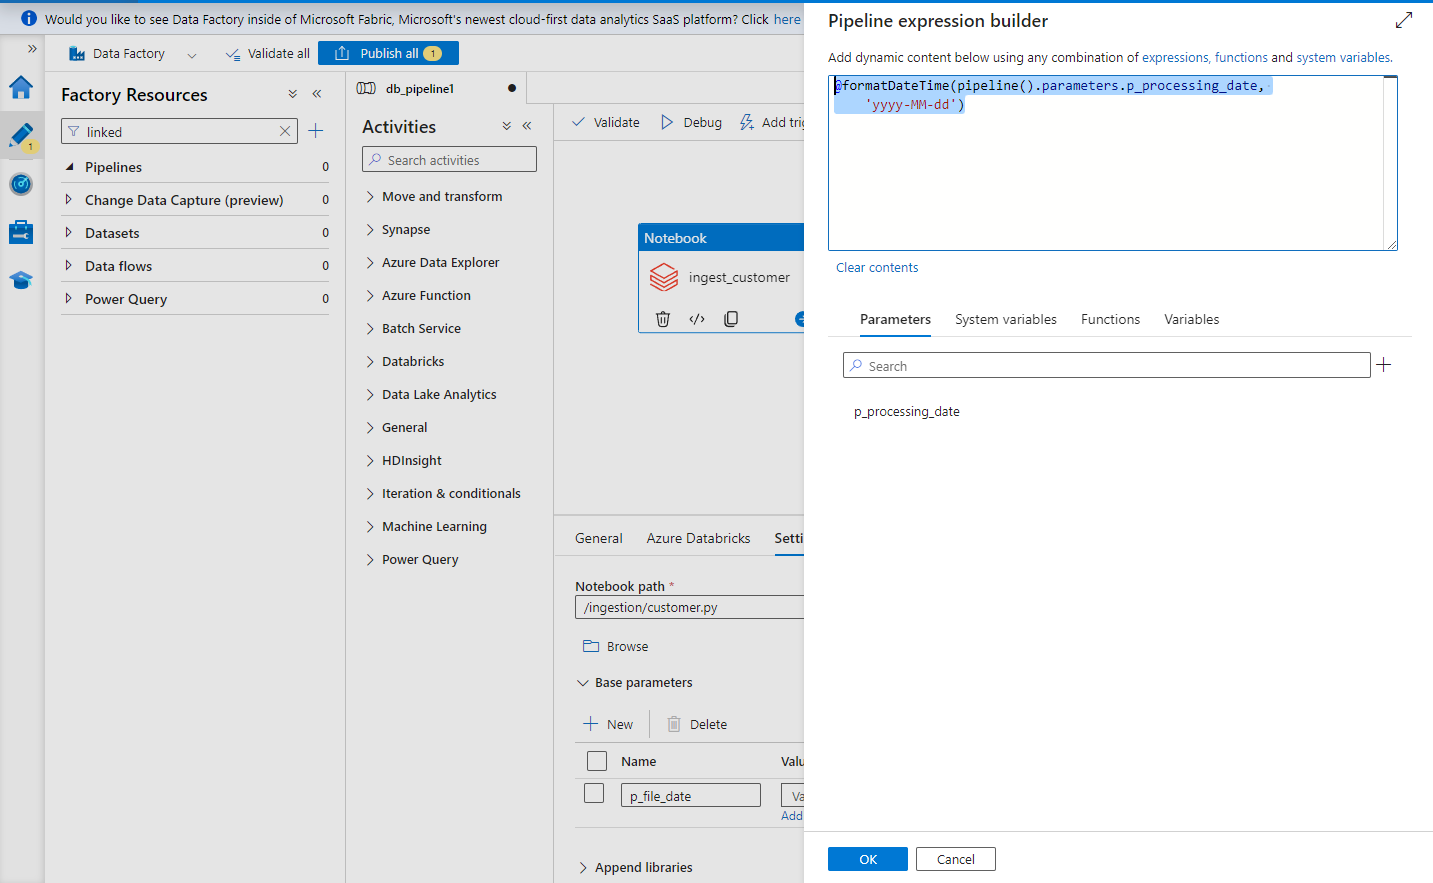 Would you like to see Data Factory inside of Microsoft Fabric, Microsoft's newest cloud-first data analytics SaaS platform? Click here
Data Factory
Validate all
Publish all 1
1
Factory Resources
linked
Pipelines 0
Change Data Capture (preview) 0
Datasets 0
Data flows 0
Power Query 0
db_pipeline1
Activities
Search activities
Move and transform
Synapse
Azure Data Explorer
Azure Function
Batch Service
Databricks
Data Lake Analytics
General
HDInsight
Iteration & conditionals
Machine Learning
Power Query
Validate
Debug
Add trig
Notebook
ingest_customer
General
Azure Databricks
Setti
Notebook path *
/ingestion/customer.py
Browse
Base parameters
New
Delete
Name
Valu
p_file_date
Va
Add
Append libraries
Pipeline expression builder
Add dynamic content below using any combination of expressions, functions and system variables.
@formatDateTime(pipeline().parameters.p_processing_date,
'yyyy-MM-dd')
Clear contents
Parameters
System variables
Functions
Variables
Search
p_processing_date
OK
Cancel